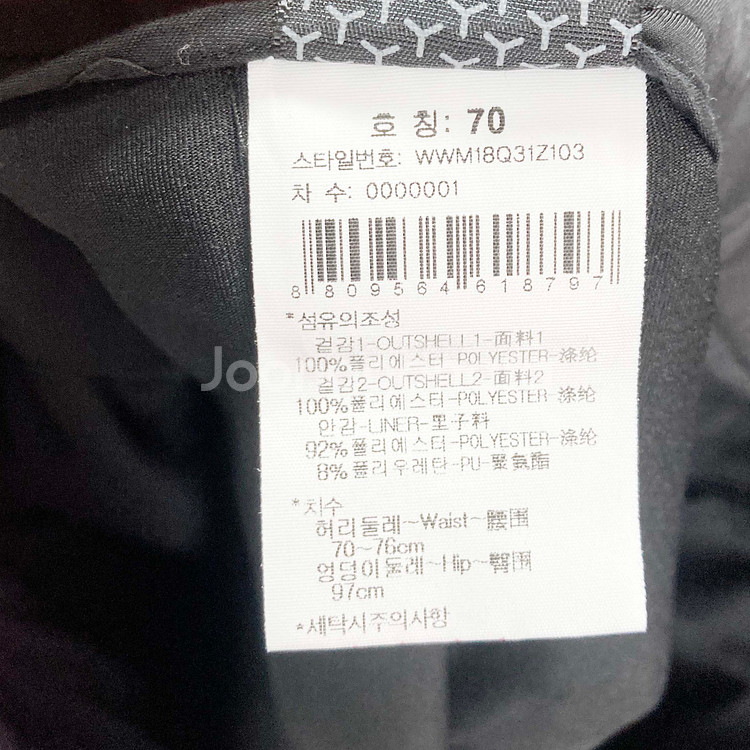 호 칭: 70
스타일번호: WWM18Q31Z103
차 수: 0000001
8 809564 618797
*섬유의조성
겉감1-OUTSHELL1-面料1
100%폴리에스터-POLYESTER-涤纶
겉감2-OUTSHELL2-面料2
100%폴리에스터-POLYESTER-涤纶
안감-LINER-里子料
92%폴리에스터-POLYESTER-涤纶
8%폴리우레탄-PU-聚氨酯
*치수
허리둘레~Waist~腰围
70~76cm
엉덩이둘레~Hip~臀围
97cm
*세탁시주의사항